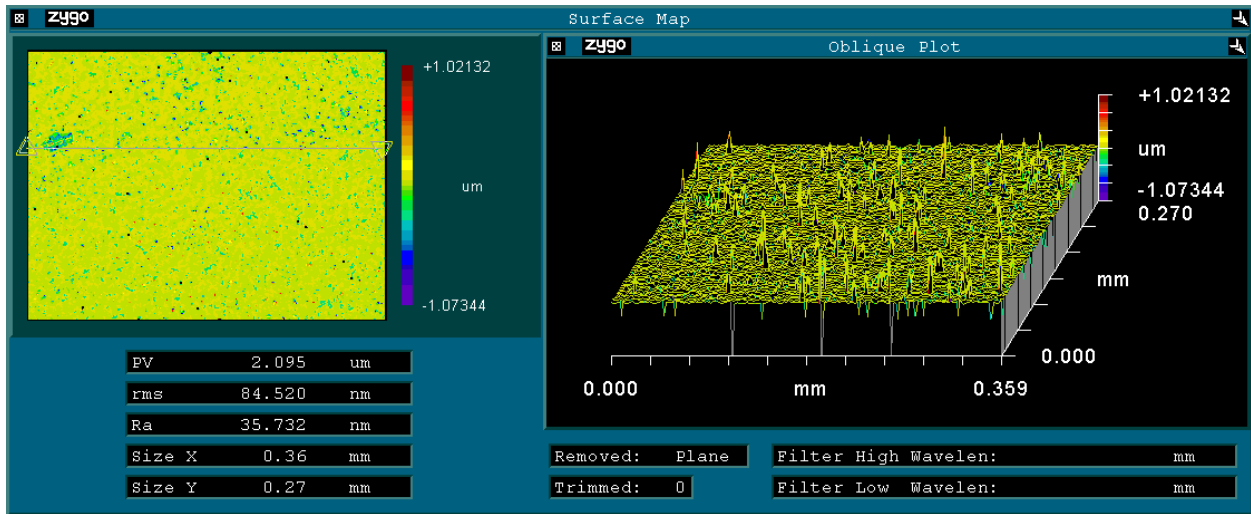 zygo Surface Map
+1.02132
um
-1.07344
zygo Oblique Plot
+1.02132
um
-1.07344
0.270
mm
0.000
0.000 mm 0.359
PV 2.095 um
rms 84.520 nm
Ra 35.732 nm
Size X 0.36 mm
Size Y 0.27 mm
Removed: Plane
Trimmed: 0
Filter High Wavelen: mm
Filter Low Wavelen: mm